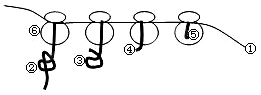 ⑥ ⑤
④ ①
② ③